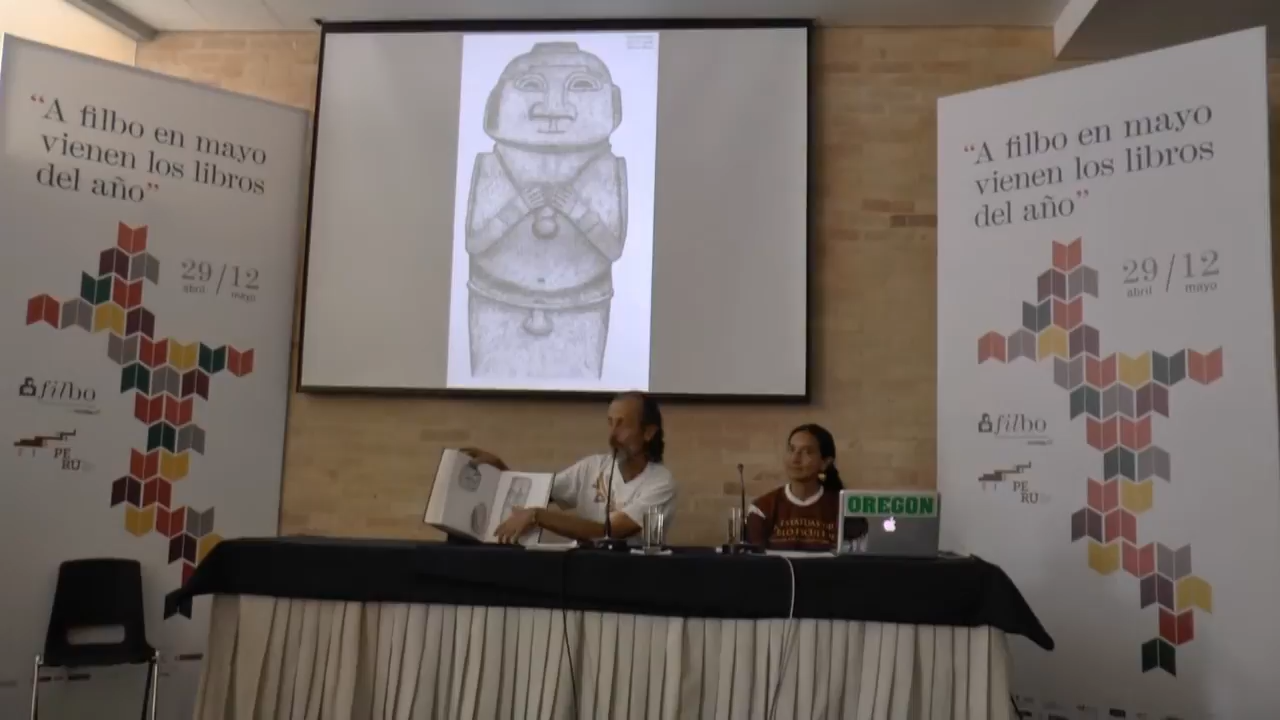 “A filbo en mayo
vienen los libros
del año”
29/12
abril mayo
filbo
PE
RU
“A filbo en mayo
vienen los libros
del año”
29/12
abril mayo
filbo
PE
RU
OREGON